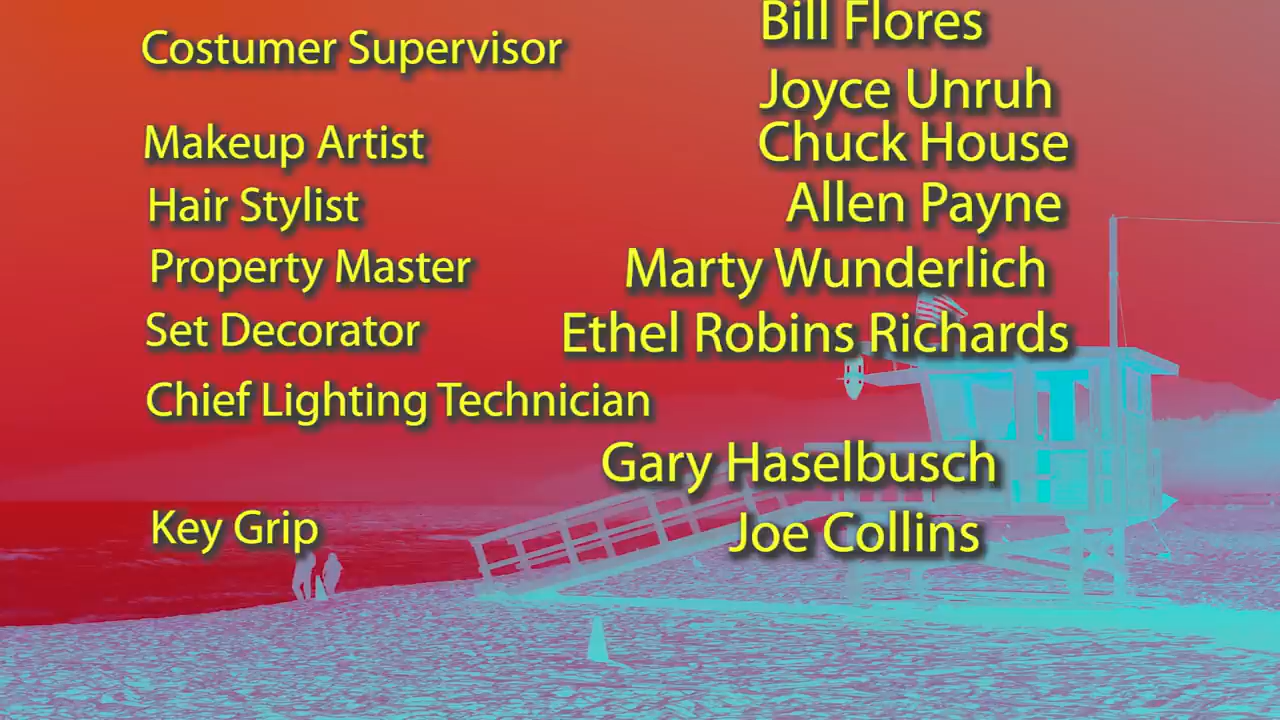 Bill Flores
Costumer Supervisor
Joyce Unruh
Makeup Artist Chuck House
Hair Stylist Allen Payne
Property Master Marty Wunderlich
Set Decorator Ethel Robins Richards
Chief Lighting Technician
Gary Haselbusch
Key Grip Joe Collins